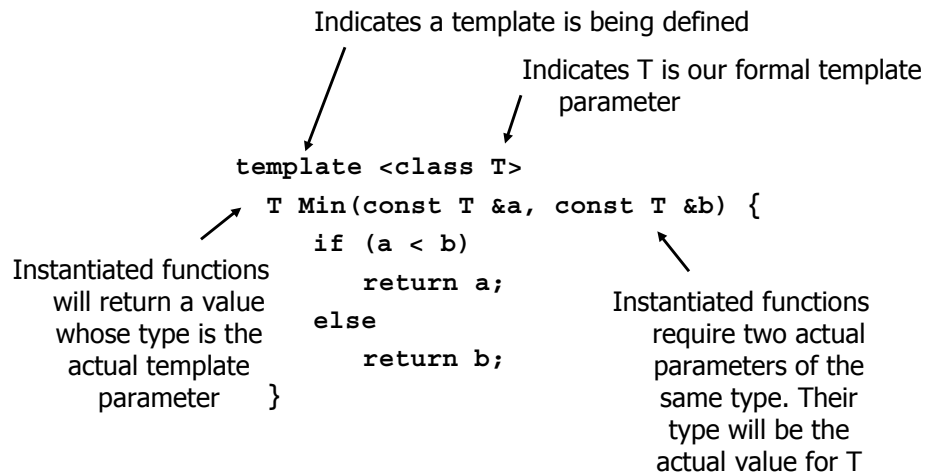 Indicates a template is being defined
Indicates T is our formal template
parameter
template <class T>
T Min(const T &a, const T &b) {
if (a < b)
return a;
else
return b;
}
Instantiated functions
will return a value
whose type is the
actual template
parameter
Instantiated functions
require two actual
parameters of the
same type. Their
type will be the
actual value for T